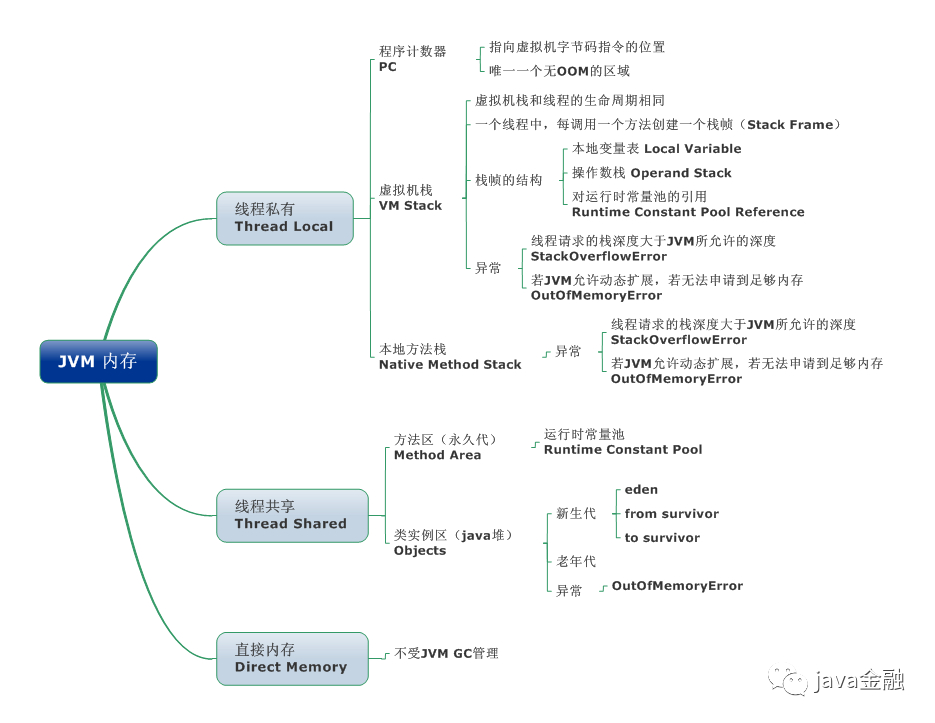 JVM 内存
线程私有
Thread Local
程序计数器
PC
指向虚拟机字节码指令的位置
唯一一个无OOM的区域
虚拟机栈
VM Stack
虚拟机栈和线程的生命周期相同
一个线程中，每调用一个方法创建一个栈帧（Stack Frame）
栈帧的结构
本地变量表 Local Variable
操作数栈 Operand Stack
对运行时常量池的引用
Runtime Constant Pool Reference
异常
线程请求的栈深度大于JVM所允许的深度
StackOverflowError
若JVM允许动态扩展，若无法申请到足够内存
OutOfMemoryError
本地方法栈
Native Method Stack
异常
线程请求的栈深度大于JVM所允许的深度
StackOverflowError
若JVM允许动态扩展，若无法申请到足够内存
OutOfMemoryError
线程共享
Thread Shared
方法区（永久代）
Method Area
运行时常量池
Runtime Constant Pool
类实例区（java堆）
Objects
新生代
eden
from survivor
to survivor
老年代
异常
OutOfMemoryError
直接内存
Direct Memory
不受JVM GC管理
java金融